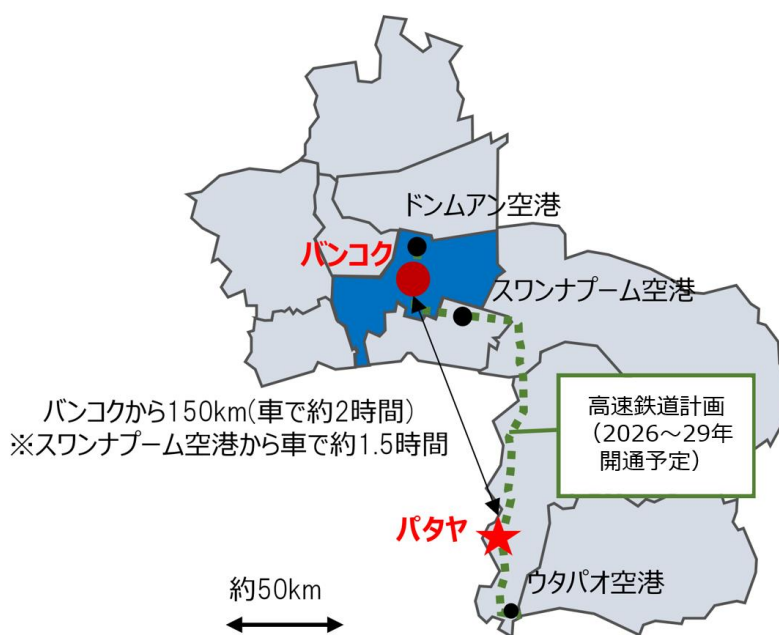 ドンムアン空港
バンコク
スワンナプーム空港
バンコクから150km(車で約2時間)
※スワンナプーム空港から車で約1.5時間
高速鉄道計画
（2026～29年
開通予定）
パタヤ
ウタパオ空港
約50km